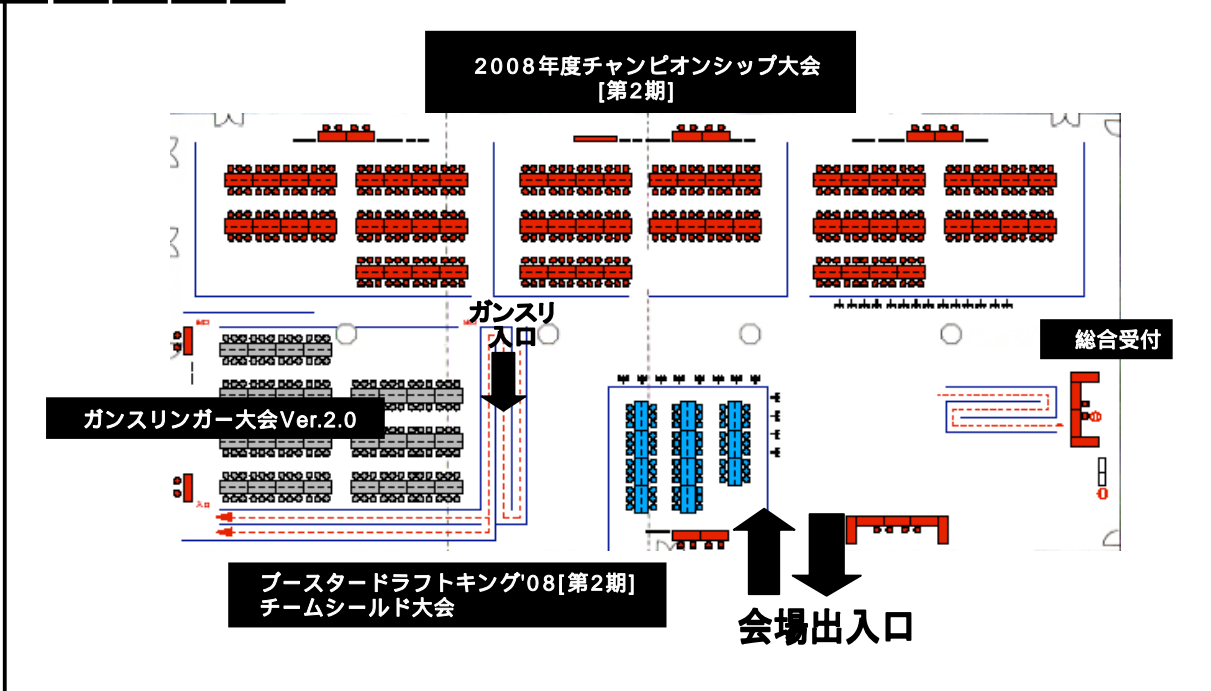 2008年度チャンピオンシップ大会
[第2期]
ガンスリ
入口
総合受付
ガンスリンガー大会Ver.2.0
入口
ブースタードラフトキング'08[第2期]
チームシールド大会
会場出入口